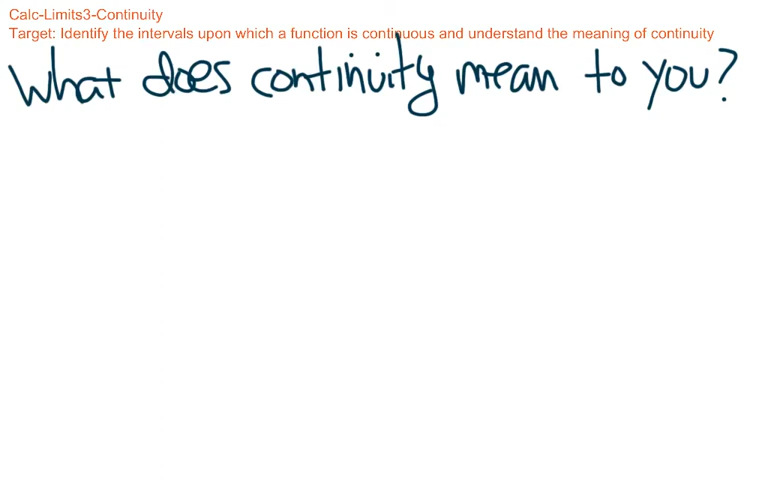 Calc-Limits3-Continuity
Target: Identify the intervals upon which a function is continuous and understand the meaning of continuity
What does continuity mean to you?